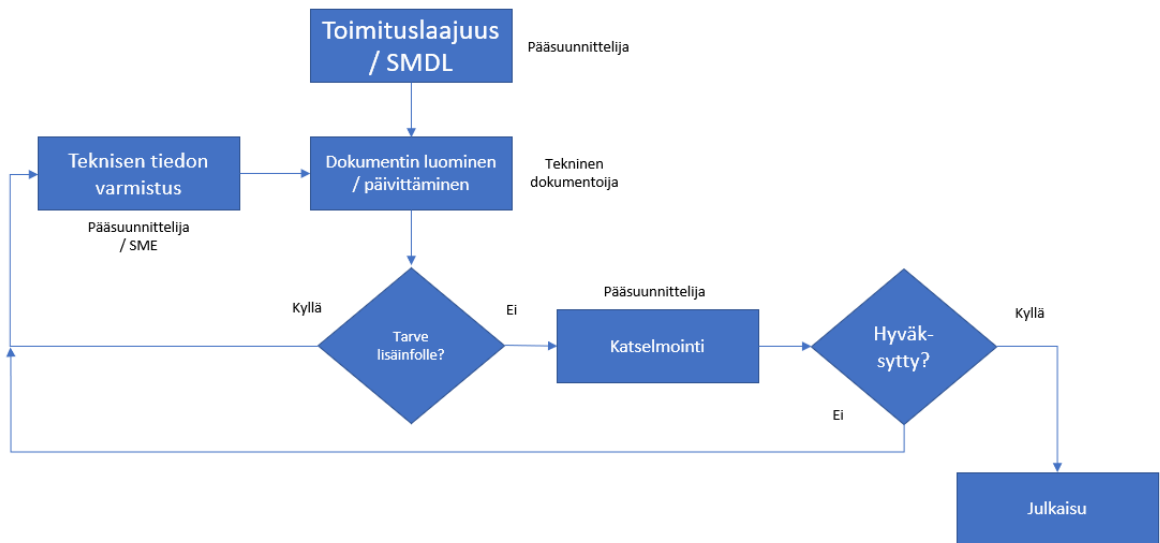 Toimituslaajuus
/ SMDL
Pääsuunnittelija
Teknisen tiedon
varmistus
Pääsuunnittelija
/ SME
Dokumentin luominen
/ päivittäminen
Tekninen
dokumentoija
Kyllä
Tarve
lisäinfolle?
Ei
Pääsuunnittelija
Katselmointi
Hyväk-
sytty?
Kyllä
Ei
Julkaisu